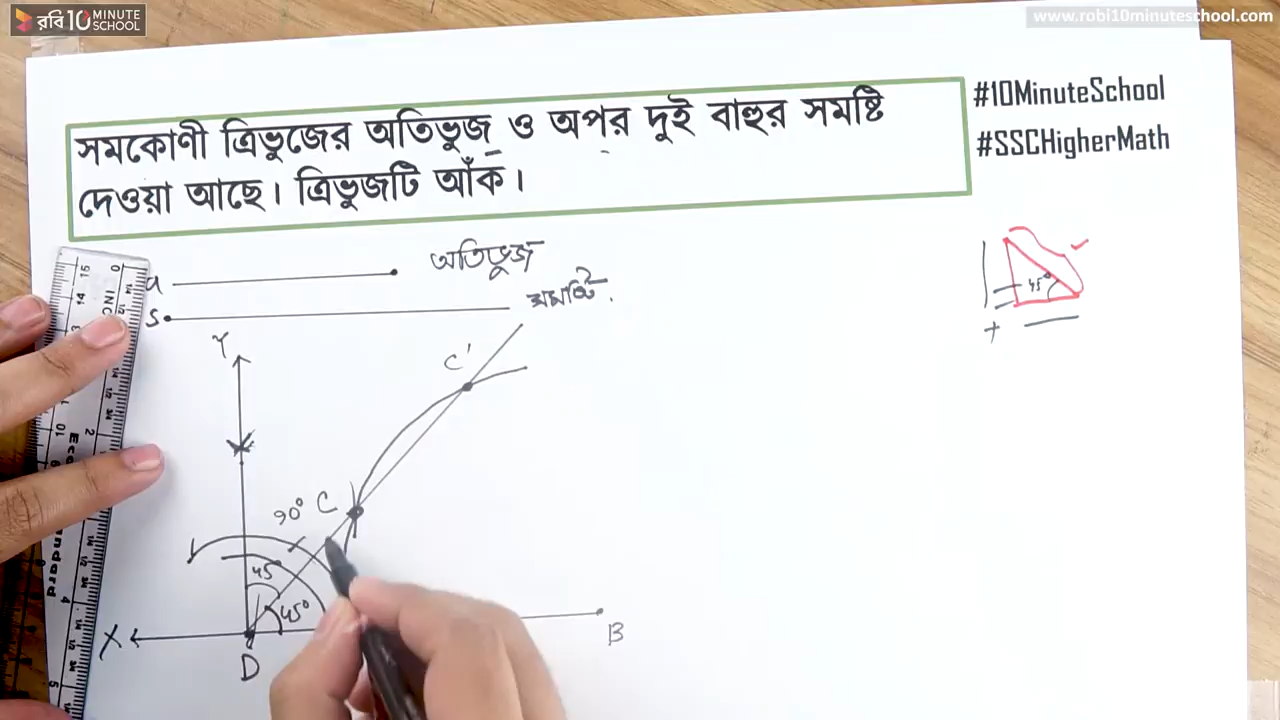 রবি 10 MINUTE SCHOOL
www.robi10minuteschool.com
সমকোণী ত্রিভুজের অতিভুজ ও অপর দুই বাহুর সমষ্টি
দেওয়া আছে। ত্রিভুজটি আঁক।
#10MinuteSchool
#SSCHigherMath
a
অতিভুজ
s
সমষ্টি.
45°
+
Y
C'
90° C
45
45°
X
D
B